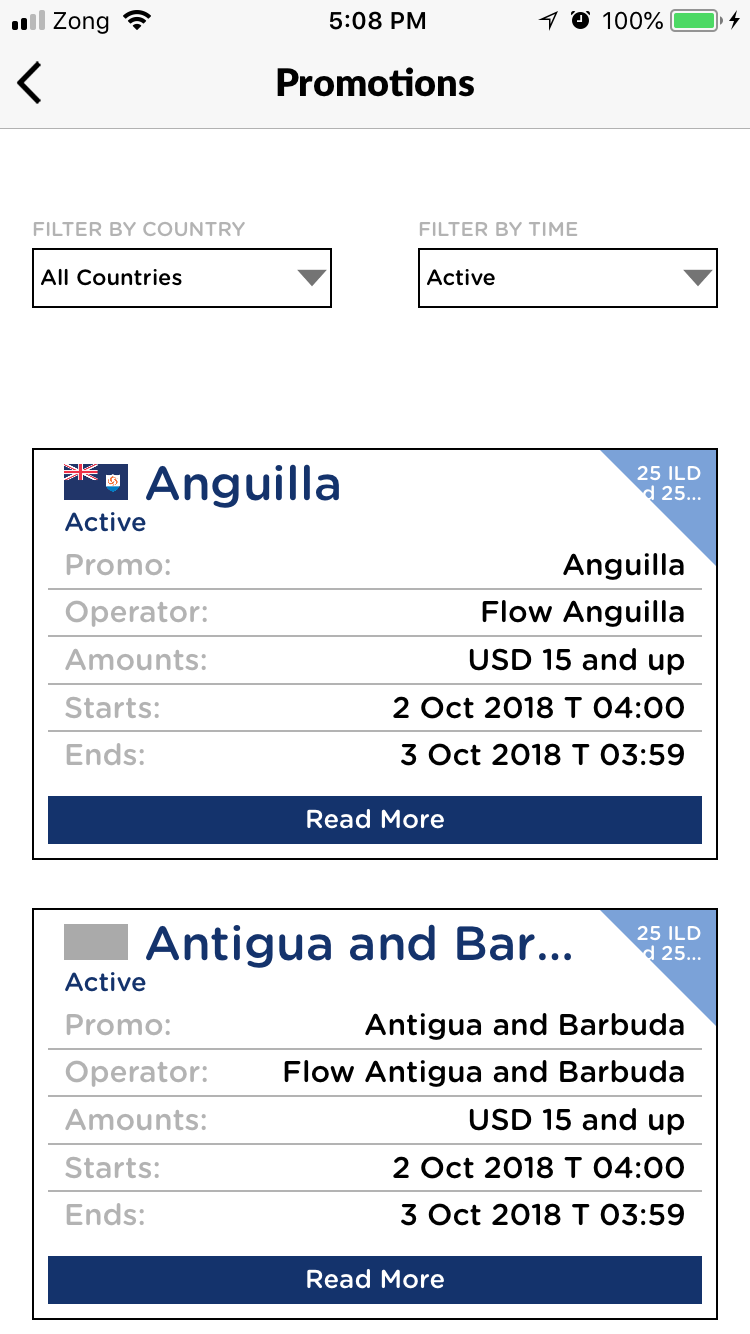 Zong 5:08 PM 100%
Promotions
FILTER BY COUNTRY FILTER BY TIME
All Countries Active
Anguilla 25 ILD
d 25...
Active
Promo: Anguilla
Operator: Flow Anguilla
Amounts: USD 15 and up
Starts: 2 Oct 2018 T 04:00
Ends: 3 Oct 2018 T 03:59
Read More
Antigua and Bar... 25 ILD
d 25...
Active
Promo: Antigua and Barbuda
Operator: Flow Antigua and Barbuda
Amounts: USD 15 and up
Starts: 2 Oct 2018 T 04:00
Ends: 3 Oct 2018 T 03:59
Read More